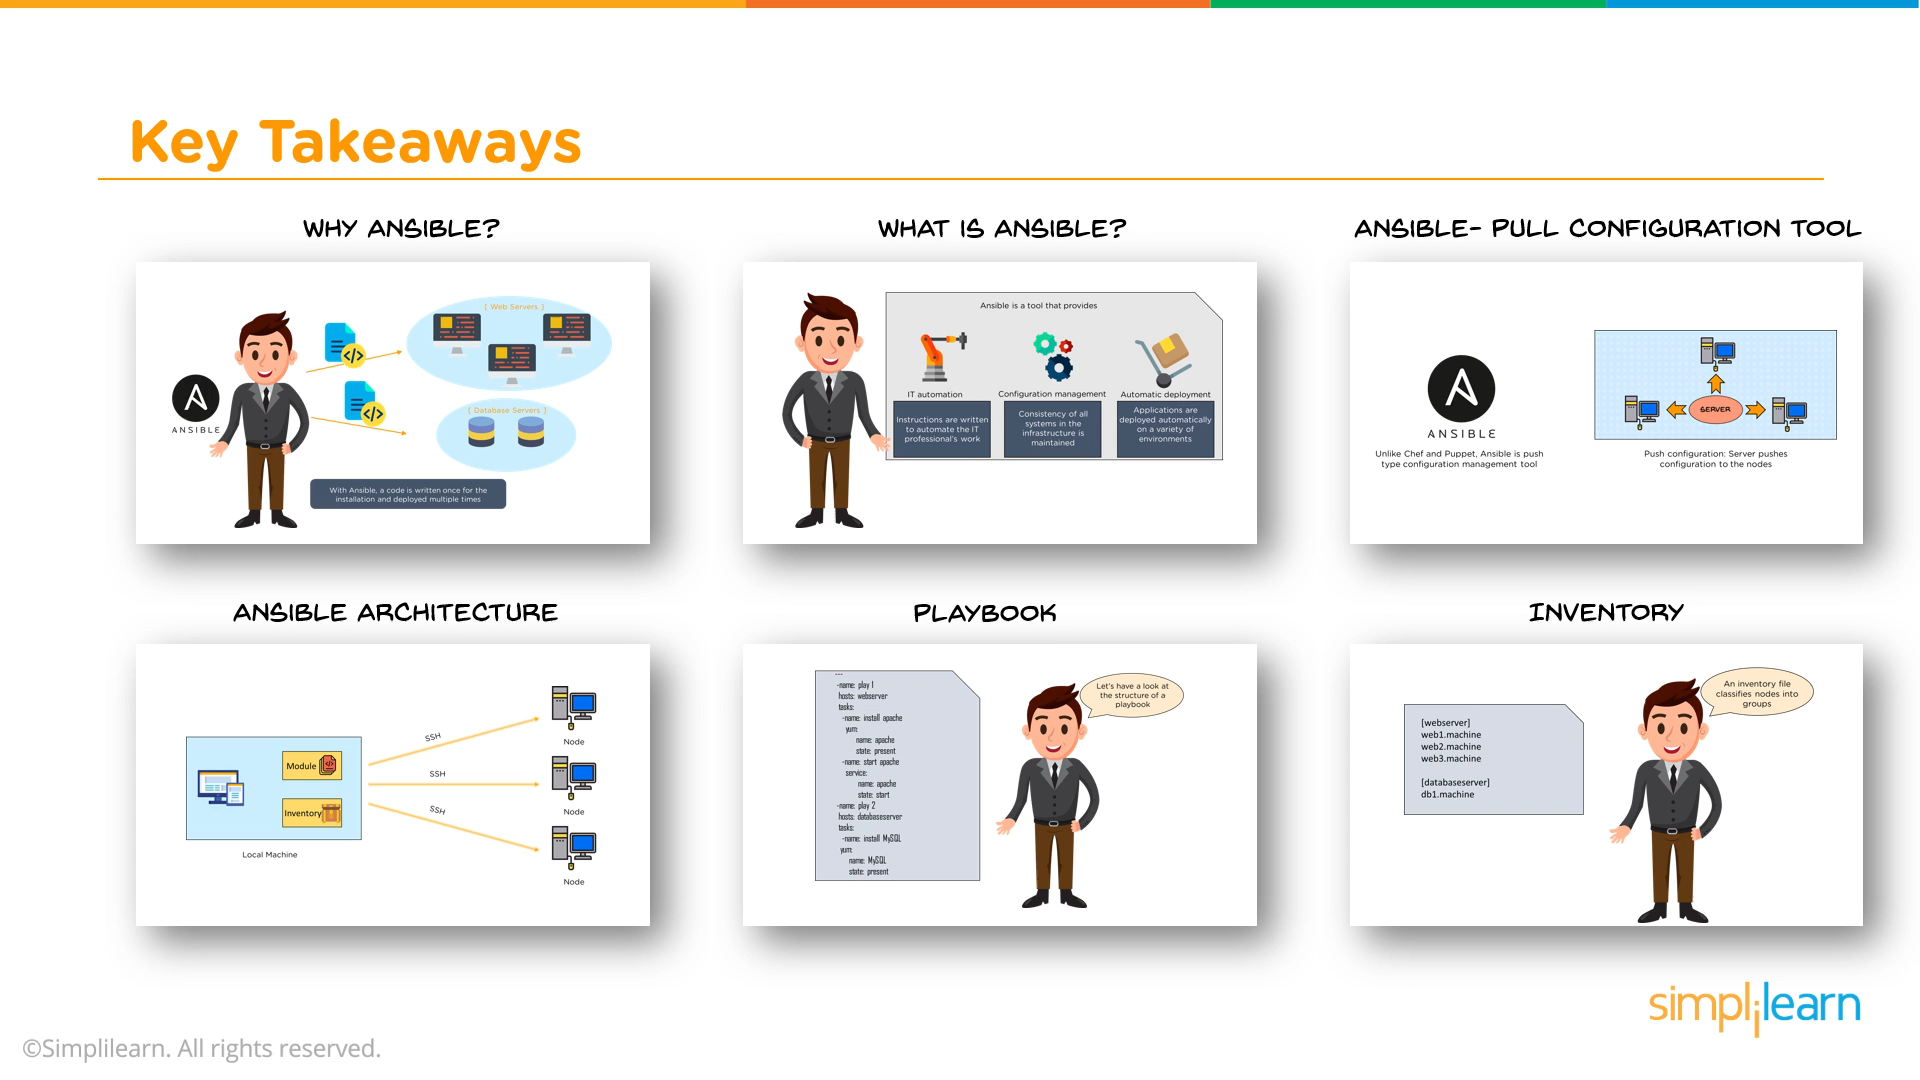 Key Takeaways
WHY ANSIBLE?
[ Web Servers ]
ANSIBLE
[ Database Servers ]
With Ansible, a code is written once for the
installation and deployed multiple times
WHAT IS ANSIBLE?
Ansible is a tool that provides
IT automation
Configuration management
Automatic deployment
Instructions are written
to automate the IT
professional's work
Consistency of all
systems in the
infrastructure is
maintained
Applications are
deployed automatically
on a variety of
environments
ANSIBLE- PULL CONFIGURATION TOOL
ANSIBLE
Unlike Chef and Puppet, Ansible is push
type configuration management tool
SERVER
Push configuration: Server pushes
configuration to the nodes
ANSIBLE ARCHITECTURE
Module
Inventory
Local Machine
SSH
SSH
SSH
Node
Node
Node
PLAYBOOK
---
-name: play 1
hosts: webserver
tasks:
-name: install apache
yum:
name: apache
state: present
-name: start apache
service:
name: apache
state: start
-name: play 2
hosts: databaseserver
tasks:
-name: install MySQL
yum:
name: MySQL
state: present
Let's have a look at
the structure of a
playbook
INVENTORY
[webserver]
web1.machine
web2.machine
web3.machine
[databaseserver]
db1.machine
An inventory file
classifies nodes into
groups
simplilearn
©Simplilearn. All rights reserved.